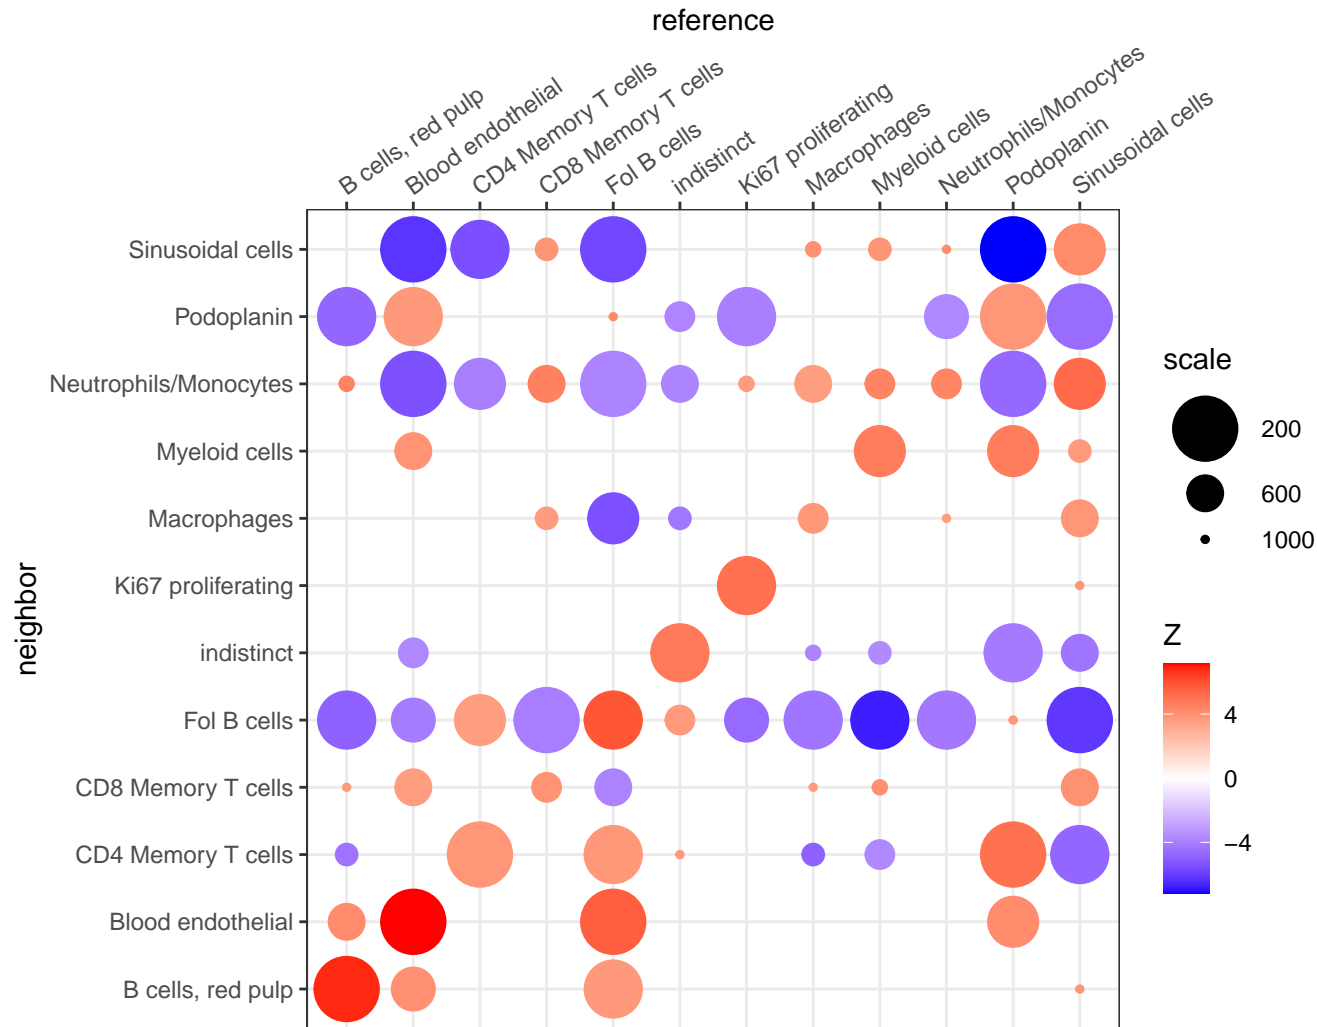 reference
B cells, red pulp
Blood endothelial
CD4 Memory T cells
CD8 Memory T cells
Fol B cells
indistinct
Ki67 proliferating
Macrophages
Myeloid cells
Neutrophils/Monocytes
Podoplanin
Sinusoidal cells
neighbor
Sinusoidal cells
Podoplanin
Neutrophils/Monocytes
Myeloid cells
Macrophages
Ki67 proliferating
indistinct
Fol B cells
CD8 Memory T cells
CD4 Memory T cells
Blood endothelial
B cells, red pulp
scale
200
600
1000
Z
4
0
−4